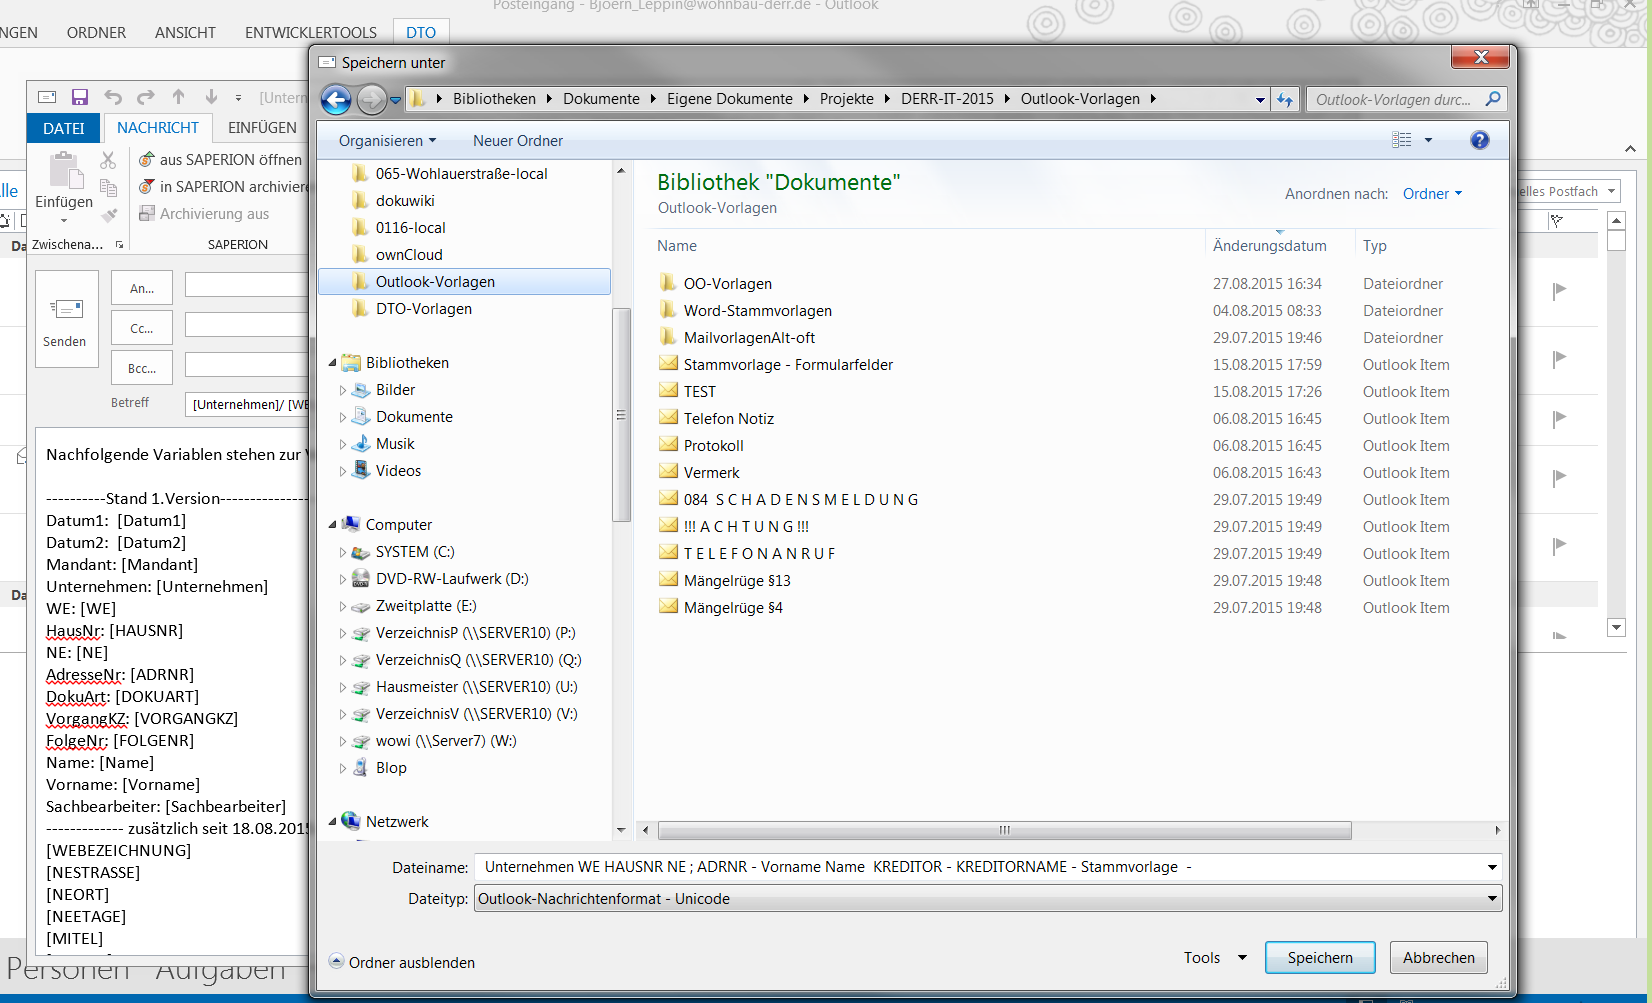 Posteingang - Bjoern_Leppin@wohnbau-derr.de - Outlook
NGEN ORDNER ANSICHT ENTWICKLERTOOLS DTO
[Untern
DATEI NACHRICHT EINFÜGEN
Einfügen
Zwischena...
aus SAPERION öffnen
in SAPERION archiviere
Archivierung aus
SAPERION
lle
Da
Senden
An...
Cc...
Bcc...
Betreff
[Unternehmen]/ [WE
Nachfolgende Variablen stehen zur V
----------Stand 1.Version---------------
Datum1: [Datum1]
Datum2: [Datum2]
Mandant: [Mandant]
Unternehmen: [Unternehmen]
WE: [WE]
HausNr: [HAUSNR]
NE: [NE]
AdresseNr: [ADRNR]
DokuArt: [DOKUART]
VorgangKZ: [VORGANGKZ]
FolgeNr: [FOLGENR]
Name: [Name]
Vorname: [Vorname]
Sachbearbeiter: [Sachbearbeiter]
------------- zusätzlich seit 18.08.2015
[WEBEZEICHNUNG]
[NESTRASSE]
[NEORT]
[NEETAGE]
[MITEL]
Da
Personen Aufgaben
elles Postfach
Speichern unter
Bibliotheken Dokumente Eigene Dokumente Projekte DERR-IT-2015 Outlook-Vorlagen
Outlook-Vorlagen durc...
Organisieren Neuer Ordner
065-Wohlauerstraße-local
dokuwiki
0116-local
ownCloud
Outlook-Vorlagen
DTO-Vorlagen
Bibliotheken
Bilder
Dokumente
Musik
Videos
Computer
SYSTEM (C:)
DVD-RW-Laufwerk (D:)
Zweitplatte (E:)
VerzeichnisP (\\SERVER10) (P:)
VerzeichnisQ (\\SERVER10) (Q:)
Hausmeister (\\SERVER10) (U:)
VerzeichnisV (\\SERVER10) (V:)
wowi (\\Server7) (W:)
Blop
Netzwerk
Bibliothek "Dokumente"
Outlook-Vorlagen
Anordnen nach: Ordner
Name Änderungsdatum Typ
OO-Vorlagen 27.08.2015 16:34 Dateiordner
Word-Stammvorlagen 04.08.2015 08:33 Dateiordner
MailvorlagenAlt-oft 29.07.2015 19:46 Dateiordner
Stammvorlage - Formularfelder 15.08.2015 17:59 Outlook Item
TEST 15.08.2015 17:26 Outlook Item
Telefon Notiz 06.08.2015 16:45 Outlook Item
Protokoll 06.08.2015 16:45 Outlook Item
Vermerk 06.08.2015 16:43 Outlook Item
084 S C H A D E N S M E L D U N G 29.07.2015 19:49 Outlook Item
!!! A C H T U N G !!! 29.07.2015 19:49 Outlook Item
T E L E F O N A N R U F 29.07.2015 19:49 Outlook Item
Mängelrüge §13 29.07.2015 19:48 Outlook Item
Mängelrüge §4 29.07.2015 19:48 Outlook Item
Dateiname: Unternehmen WE HAUSNR NE ; ADRNR - Vorname Name KREDITOR - KREDITORNAME - Stammvorlage -
Dateityp: Outlook-Nachrichtenformat - Unicode
Ordner ausblenden
Tools Speichern Abbrechen